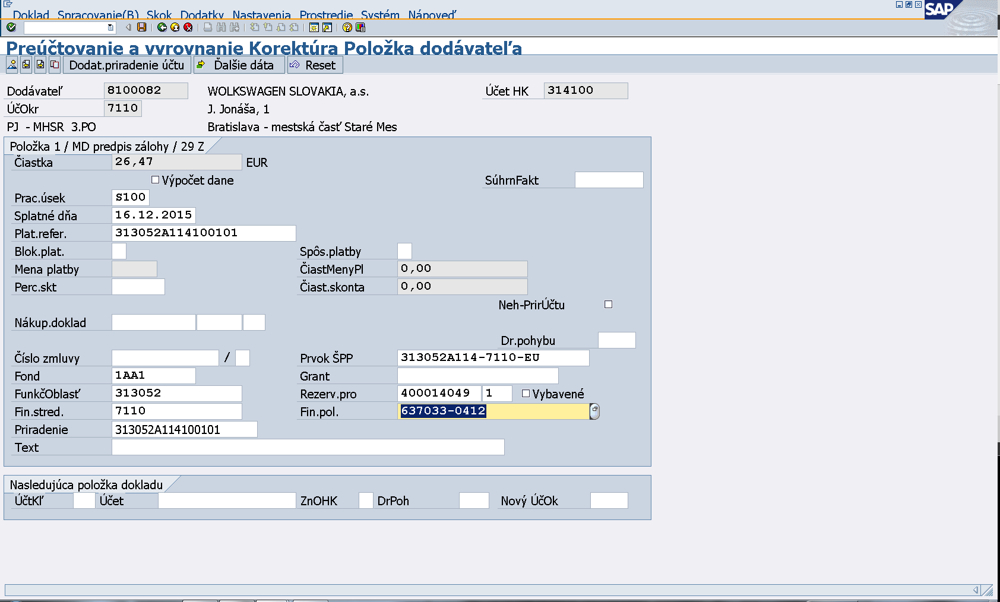 Doklad Spracovanie(B) Skok Dodatky Nastavenia Prostredie Systém Nápoveď
SAP
Preúčtovanie a vyrovnanie Korektúra Položka dodávateľa
Dodat.priradenie účtu Ďalšie dáta Reset
Dodávateľ 8100082 WOLKSWAGEN SLOVAKIA, a.s. Účet HK 314100
ÚčOkr 7110 J. Jonáša, 1
PJ - MHSR 3.PO Bratislava - mestská časť Staré Mes
Položka 1 / MD predpis zálohy / 29 Z
Čiastka 26,47 EUR
Výpočet dane SúhrnFakt
Prac.úsek S100
Splatné dňa 16.12.2015
Plat.refer. 313052A114100101
Blok.plat. Spôs.platby
Mena platby ČiastMenyPl 0,00
Perc.skt Čiast.skonta 0,00
Neh-PrirÚčtu
Nákup.doklad
Dr.pohybu
Číslo zmluvy / Prvok ŠPP 313052A114-7110-EU
Fond 1AA1 Grant
FunkčOblasť 313052 Rezerv.pro 400014049 1 Vybavené
Fin.stred. 7110 Fin.pol. 637033-0412
Priradenie 313052A114100101
Text
Nasledujúca položka dokladu
ÚčtKľ Účet ZnOHK DrPoh Nový ÚčOk